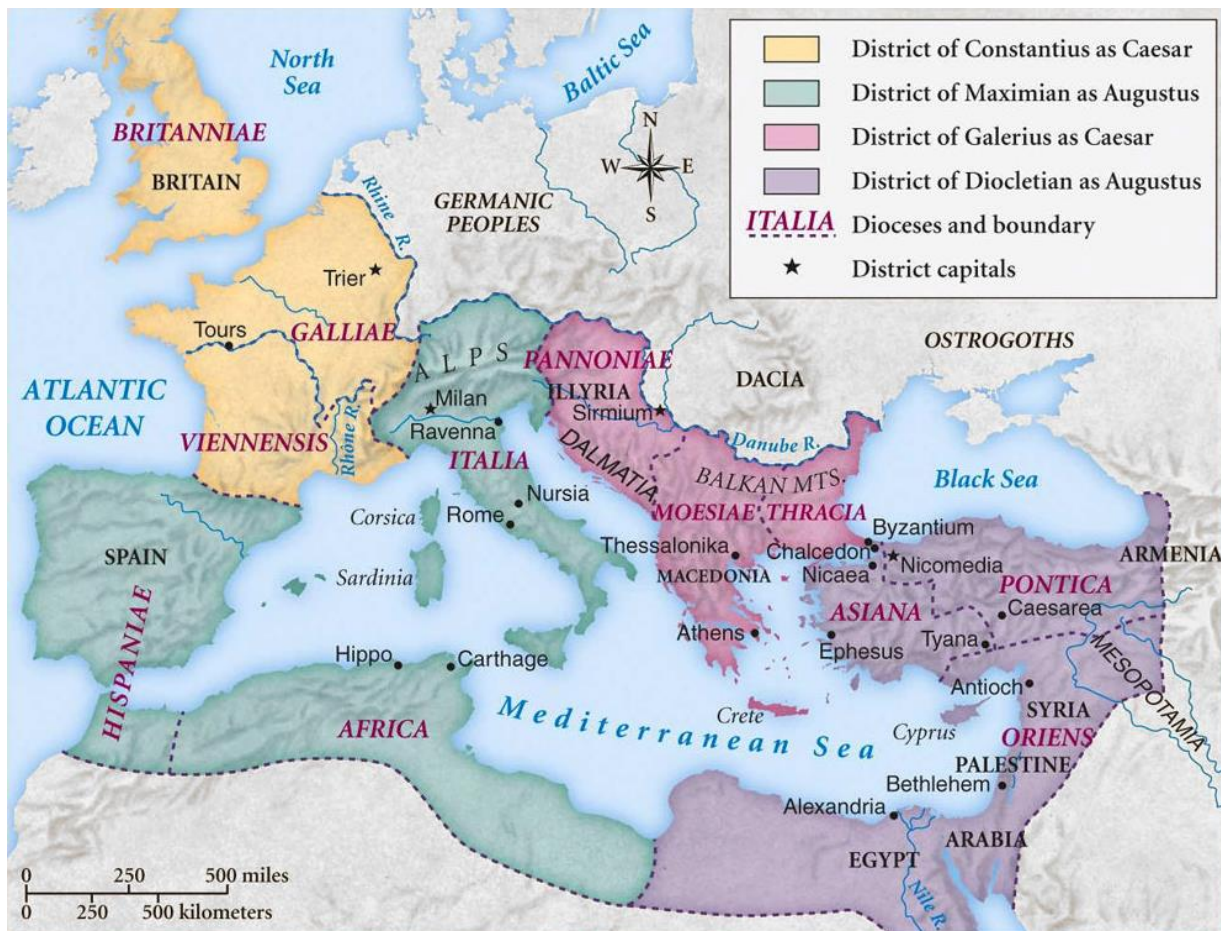 North
Sea
Baltic Sea
District of Constantius as Caesar
District of Maximian as Augustus
District of Galerius as Caesar
District of Diocletian as Augustus
ITALIA Dioceses and boundary
District capitals
N
W E
S
BRITANNIAE
BRITAIN
Rhine R.
GERMANIC
PEOPLES
Trier
Tours
GALLIAE
ALPS
PANNONIAE
ILLYRIA
DACIA
OSTROGOTHS
ATLANTIC
OCEAN
Milan
Sirmium
Ravenna
VIENNENSIS
Rhône R.
ITALIA
DALMATIA
Danube R.
BALKAN MTS.
Black Sea
Corsica
Nursia
Rome
MOESIAE
THRACIA
Byzantium
SPAIN
Sardinia
Thessalonika
MACEDONIA
Chalcedon
Nicaea
Nicomedia
ARMENIA
PONTICA
Caesarea
ASIANA
HISPANIAE
Hippo
Carthage
Athens
Ephesus
Tyana
MESOPOTAMIA
Antioch
AFRICA
Mediterranean Sea
Crete
Cyprus
SYRIA
ORIENS
PALESTINE
Bethlehem
Alexandria
ARABIA
EGYPT
Nile R.
0 250 500 miles
0 250 500 kilometers